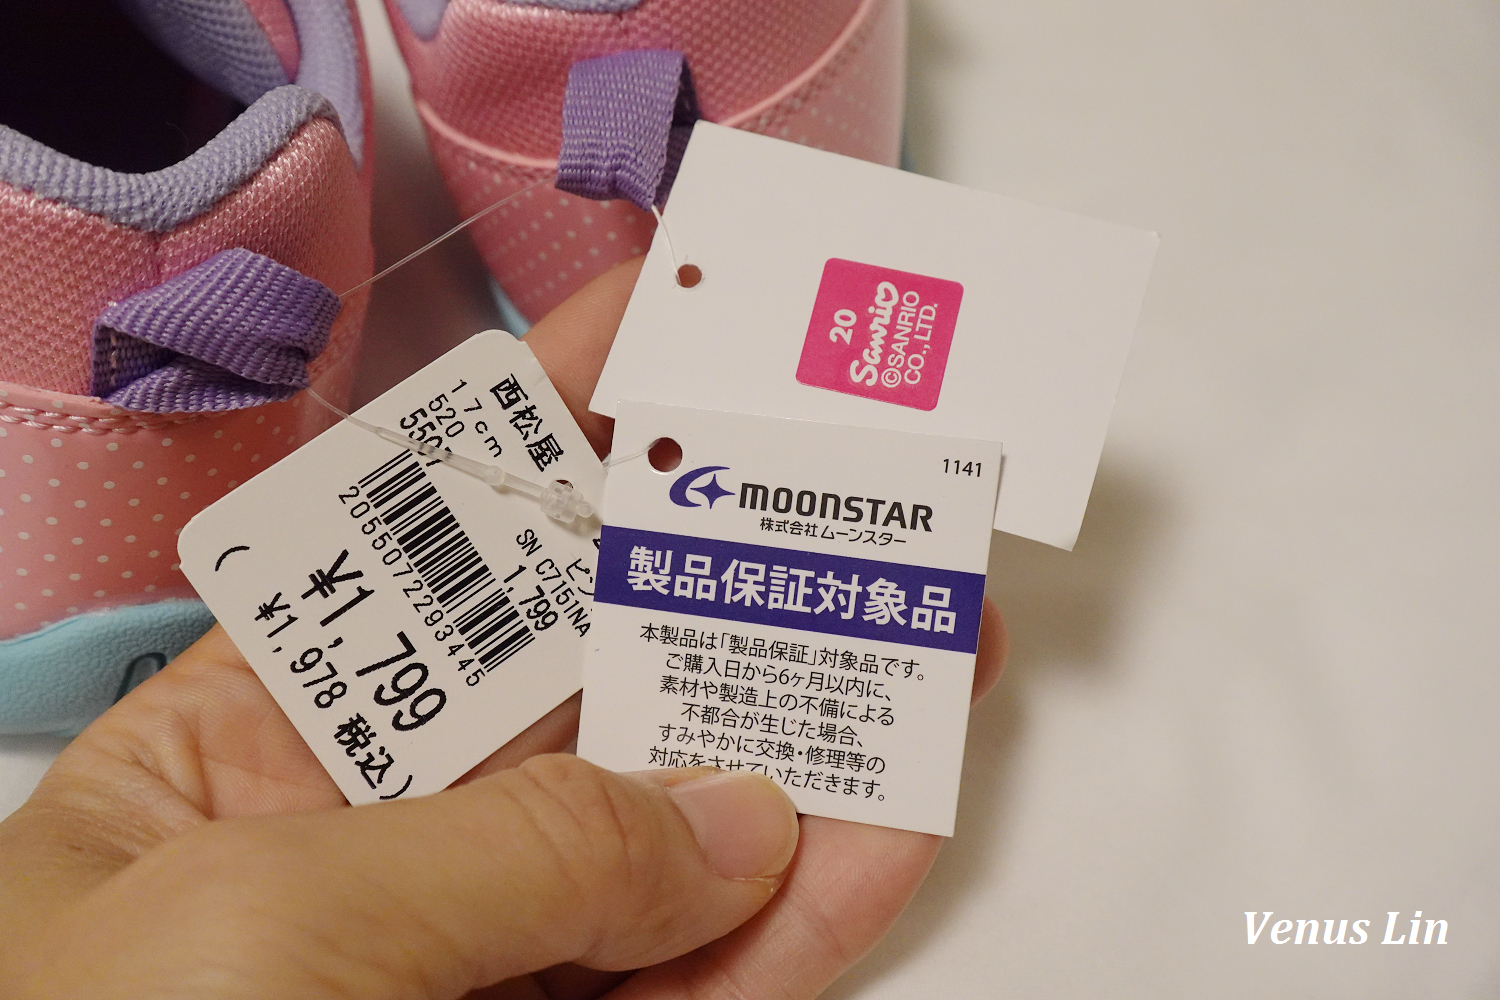 20
Sanrio
©SANRIO
CO., LTD.
西松屋
17cm
520
2055072293445
SN C7151NA
1,799
¥1,799
(¥1,978 税込)
1141
MOONSTAR
株式会社ムーンスター
製品保証対象品
本製品は「製品保証」対象品です。
ご購入日から6ヶ月以内に、
素材や製造上の不備による
不都合が生じた場合、
すみやかに交換・修理等の
対応をさせていただきます。
Venus Lin